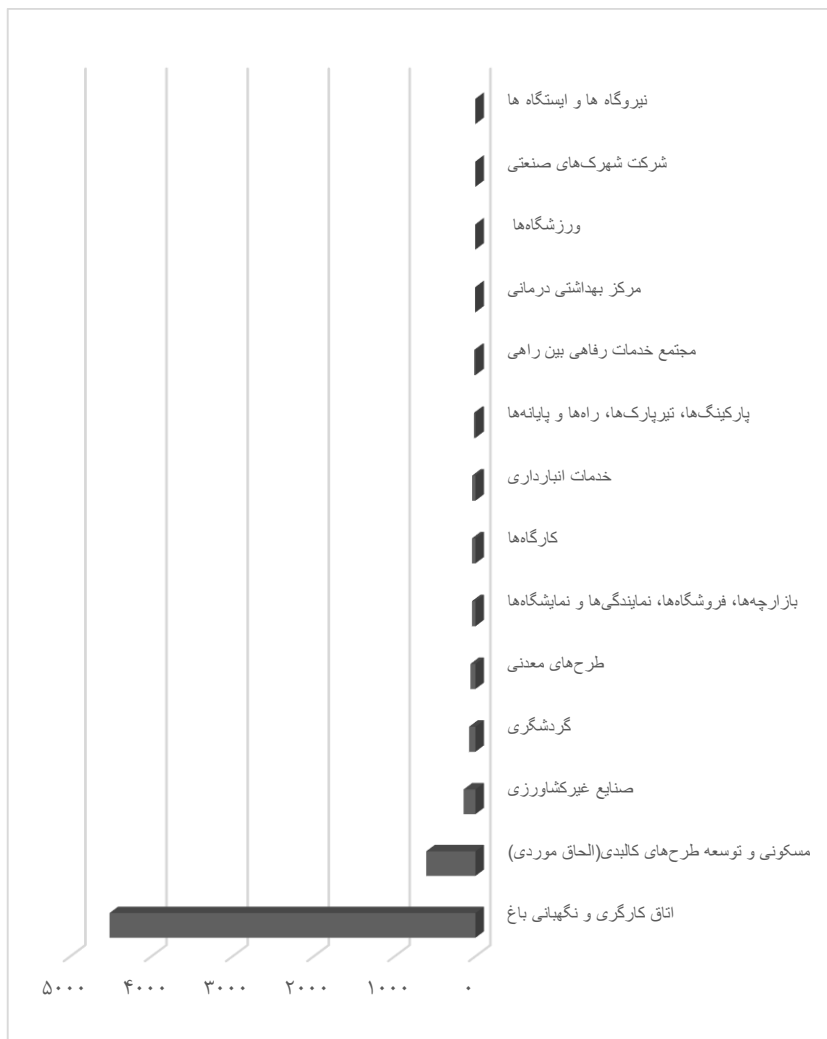 نیروگاه ها و ایستگاه ها
شرکت شهرک‌های صنعتی
ورزشگاه‌ها
مرکز بهداشتی درمانی
مجتمع خدمات رفاهی بین راهی
پارکینگ‌ها، تیرپارک‌ها، راه‌ها و پایانه‌ها
خدمات انبارداری
کارگاه‌ها
بازارچه‌ها، فروشگاه‌ها، نمایندگی‌ها و نمایشگاه‌ها
طرح‌های معدنی
گردشگری
صنایع غیرکشاورزی
مسکونی و توسعه طرح‌های کالبدی(الحاق موردی)
اتاق کارگری و نگهبانی باغ
۵۰۰۰ ۴۰۰۰ ۳۰۰۰ ۲۰۰۰ ۱۰۰۰ ۰